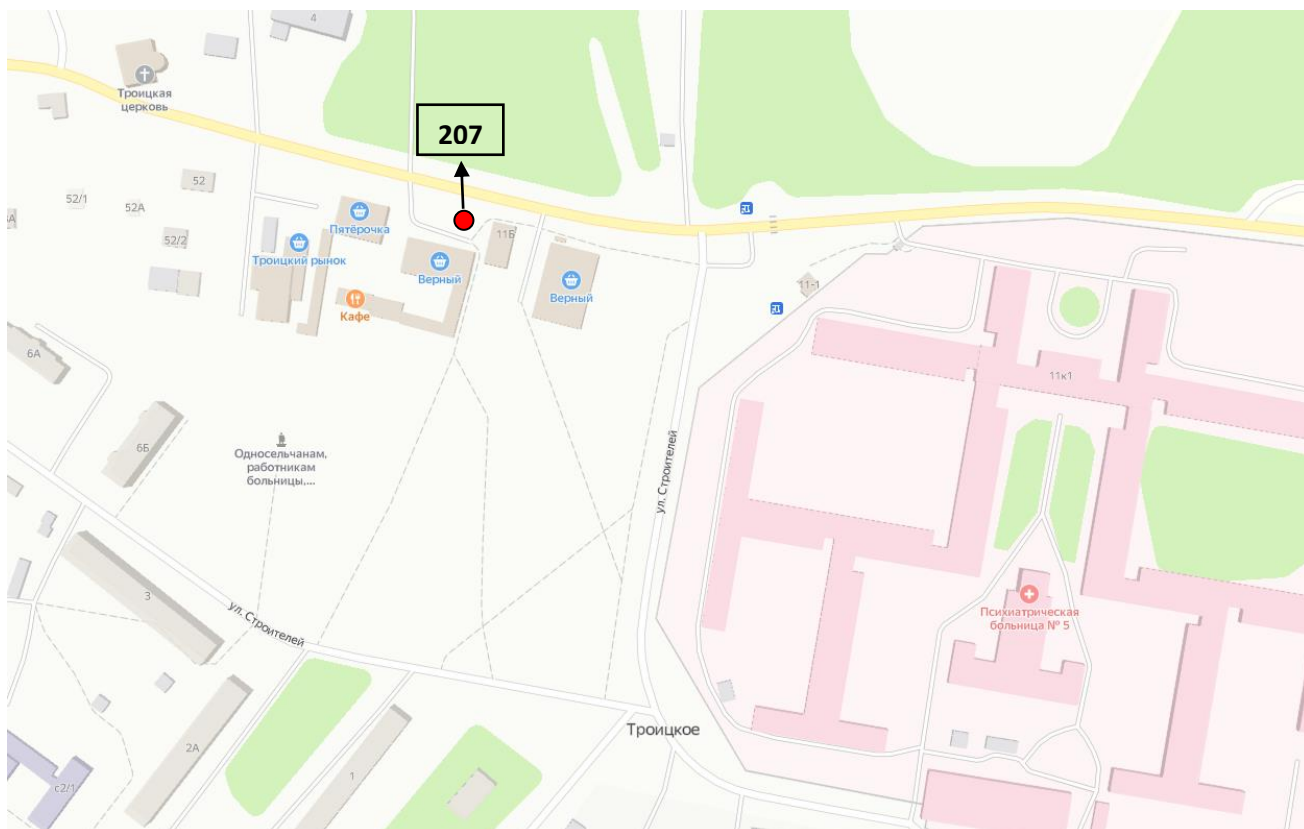 4
Троицкая
церковь
207
52
52/1
52А
52/2
Пятёрочка
Троицкий рынок
11Б
Верный
Верный
Кафе
11-1
6А
11к1
6Б
Односельчанам,
работникам
больницы,...
ул. Строителей
3
ул. Строителей
Психиатрическая
больница № 5
Троицкое
2А
1
с2/1